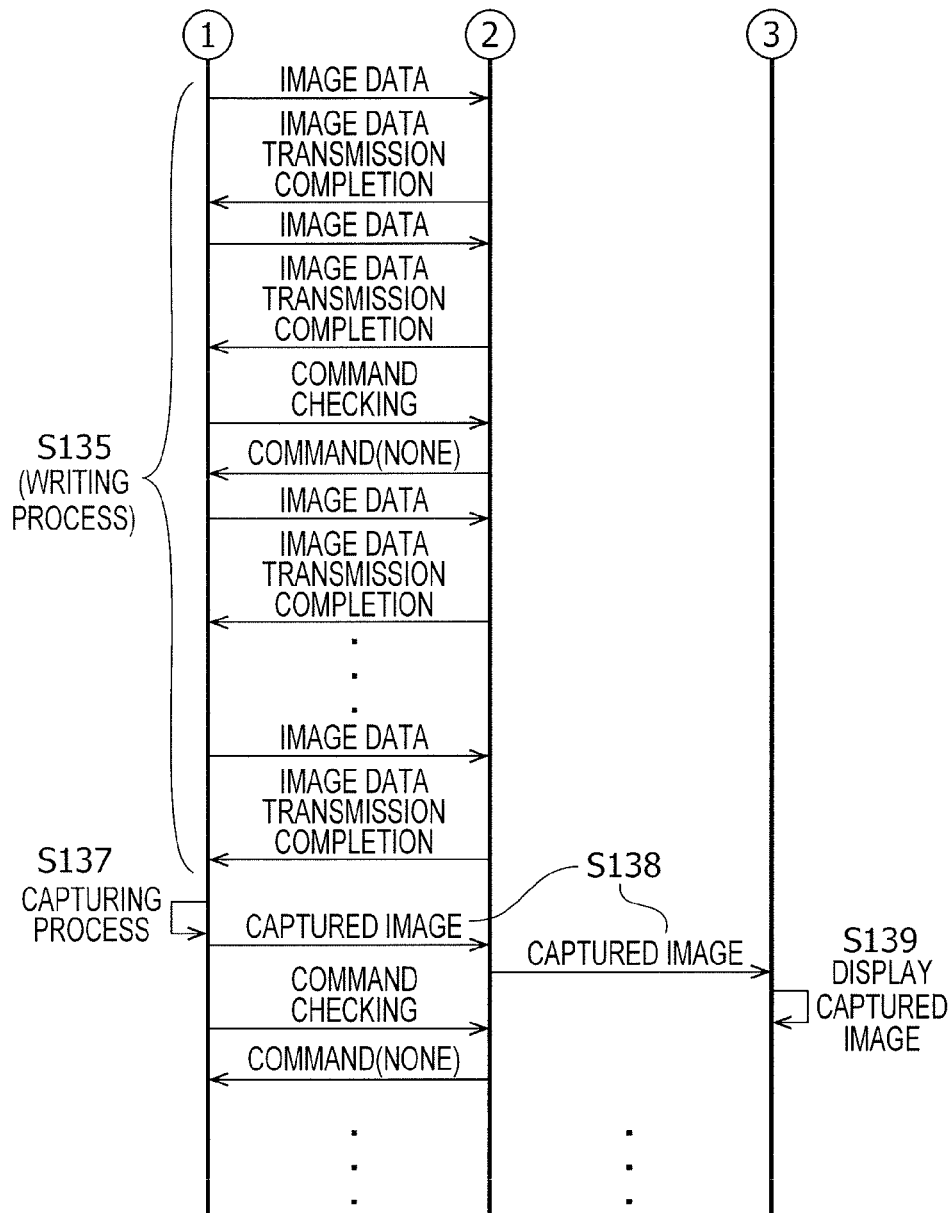 1 2 3
IMAGE DATA
IMAGE DATA
TRANSMISSION
COMPLETION
IMAGE DATA
IMAGE DATA
TRANSMISSION
COMPLETION
COMMAND
CHECKING
COMMAND(NONE)
S135
(WRITING
PROCESS)
IMAGE DATA
IMAGE DATA
TRANSMISSION
COMPLETION
IMAGE DATA
IMAGE DATA
TRANSMISSION
COMPLETION
S137
CAPTURING
PROCESS
S138
CAPTURED IMAGE
CAPTURED IMAGE
S139
DISPLAY
CAPTURED
IMAGE
COMMAND
CHECKING
COMMAND(NONE)